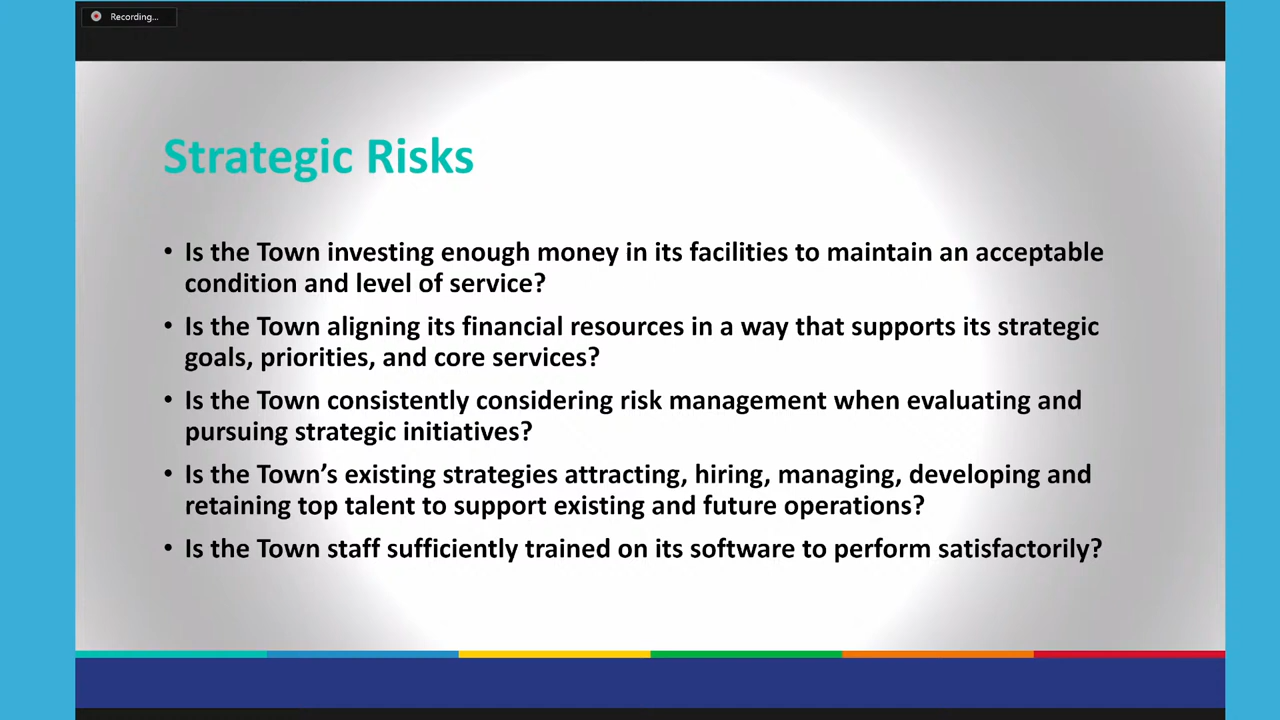 Recording...
Strategic Risks
• Is the Town investing enough money in its facilities to maintain an acceptable
condition and level of service?
• Is the Town aligning its financial resources in a way that supports its strategic
goals, priorities, and core services?
• Is the Town consistently considering risk management when evaluating and
pursuing strategic initiatives?
• Is the Town’s existing strategies attracting, hiring, managing, developing and
retaining top talent to support existing and future operations?
• Is the Town staff sufficiently trained on its software to perform satisfactorily?